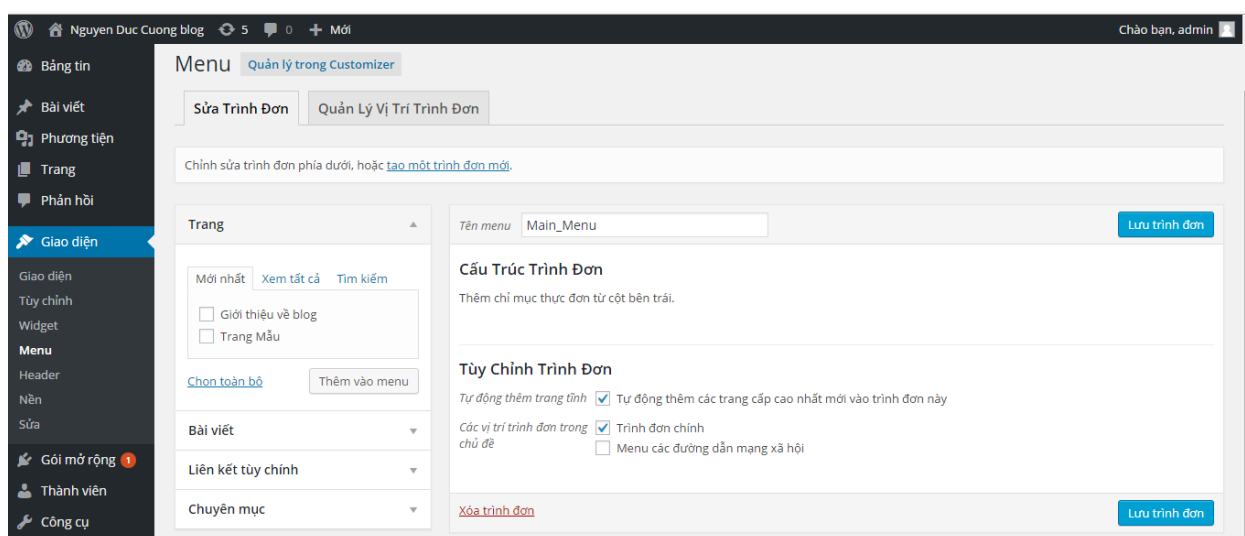 Nguyen Duc Cuong blog 5 0 + Mới Chào bạn, admin
Bảng tin
Bài viết
Phương tiện
Trang
Phản hồi
Giao diện
Giao diện
Tùy chỉnh
Widget
Menu
Header
Nền
Sửa
Gói mở rộng 1
Thành viên
Công cụ
Menu Quản lý trong Customizer
Sửa Trình Đơn Quản Lý Vị Trí Trình Đơn
Chỉnh sửa trình đơn phía dưới, hoặc tạo một trình đơn mới.
Trang
Mới nhất Xem tất cả Tìm kiếm
Giới thiệu về blog
Trang Mẫu
Chọn toàn bộ Thêm vào menu
Bài viết
Liên kết tùy chính
Chuyên mục
Tên menu Main_Menu Lưu trình đơn
Cấu Trúc Trình Đơn
Thêm chỉ mục thực đơn từ cột bên trái.
Tùy Chỉnh Trình Đơn
Tự động thêm trang tĩnh Tự động thêm các trang cấp cao nhất mới vào trình đơn này
Các vị trí trình đơn trong Trình đơn chính
chủ đề Menu các đường dẫn mạng xã hội
Xóa trình đơn Lưu trình đơn